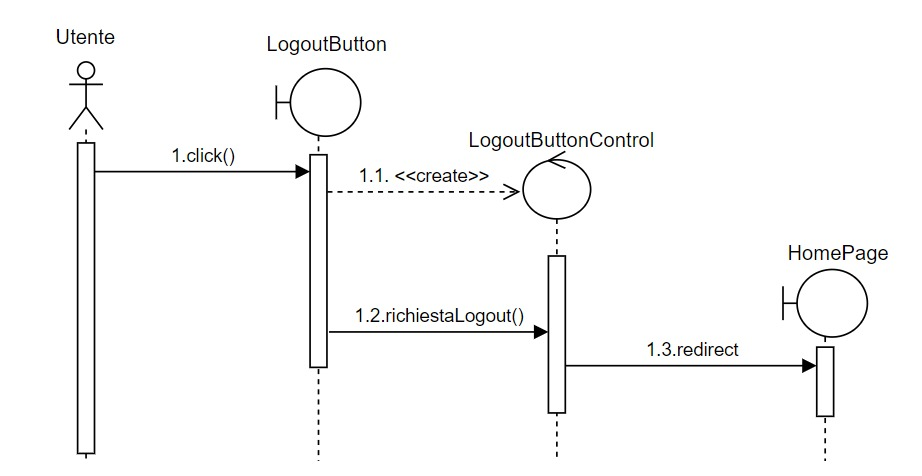 Utente
LogoutButton
LogoutButtonControl
1.click()
1.1. <<create>>
HomePage
1.2.richiestaLogout()
1.3.redirect